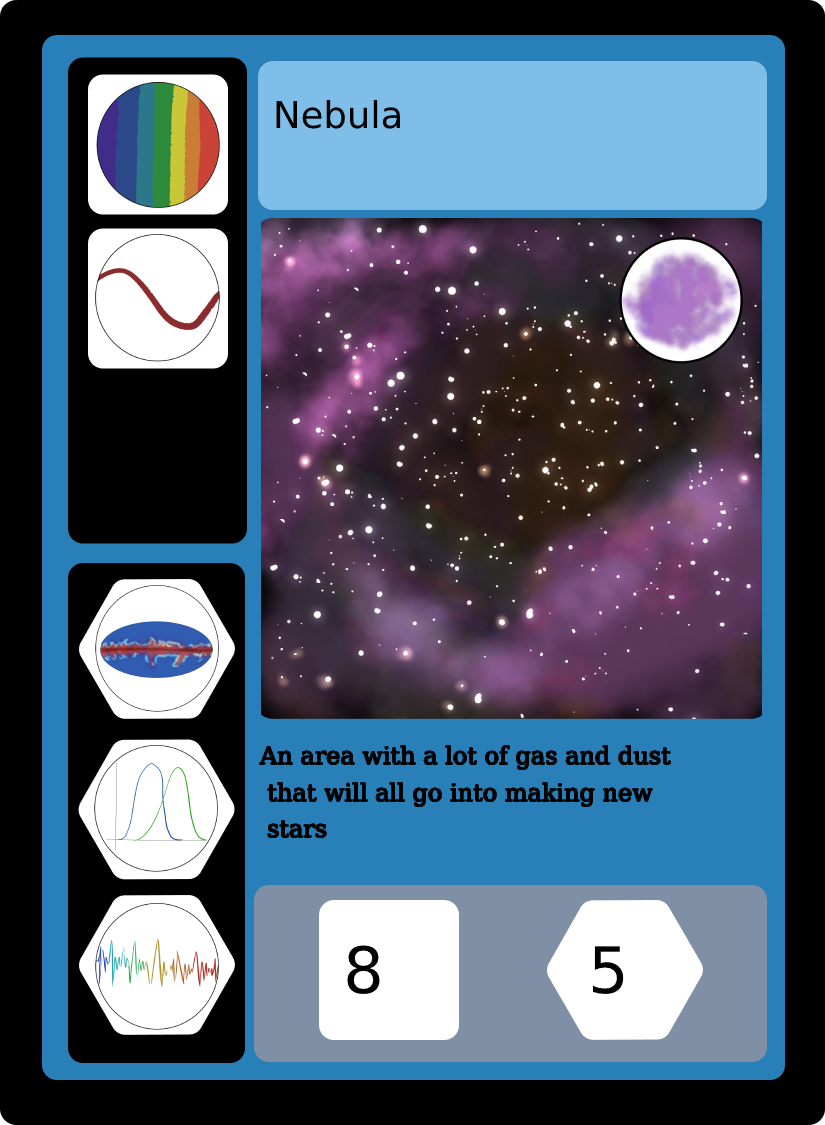 Nebula
An area with a lot of gas and dust
that will all go into making new
stars
8
5